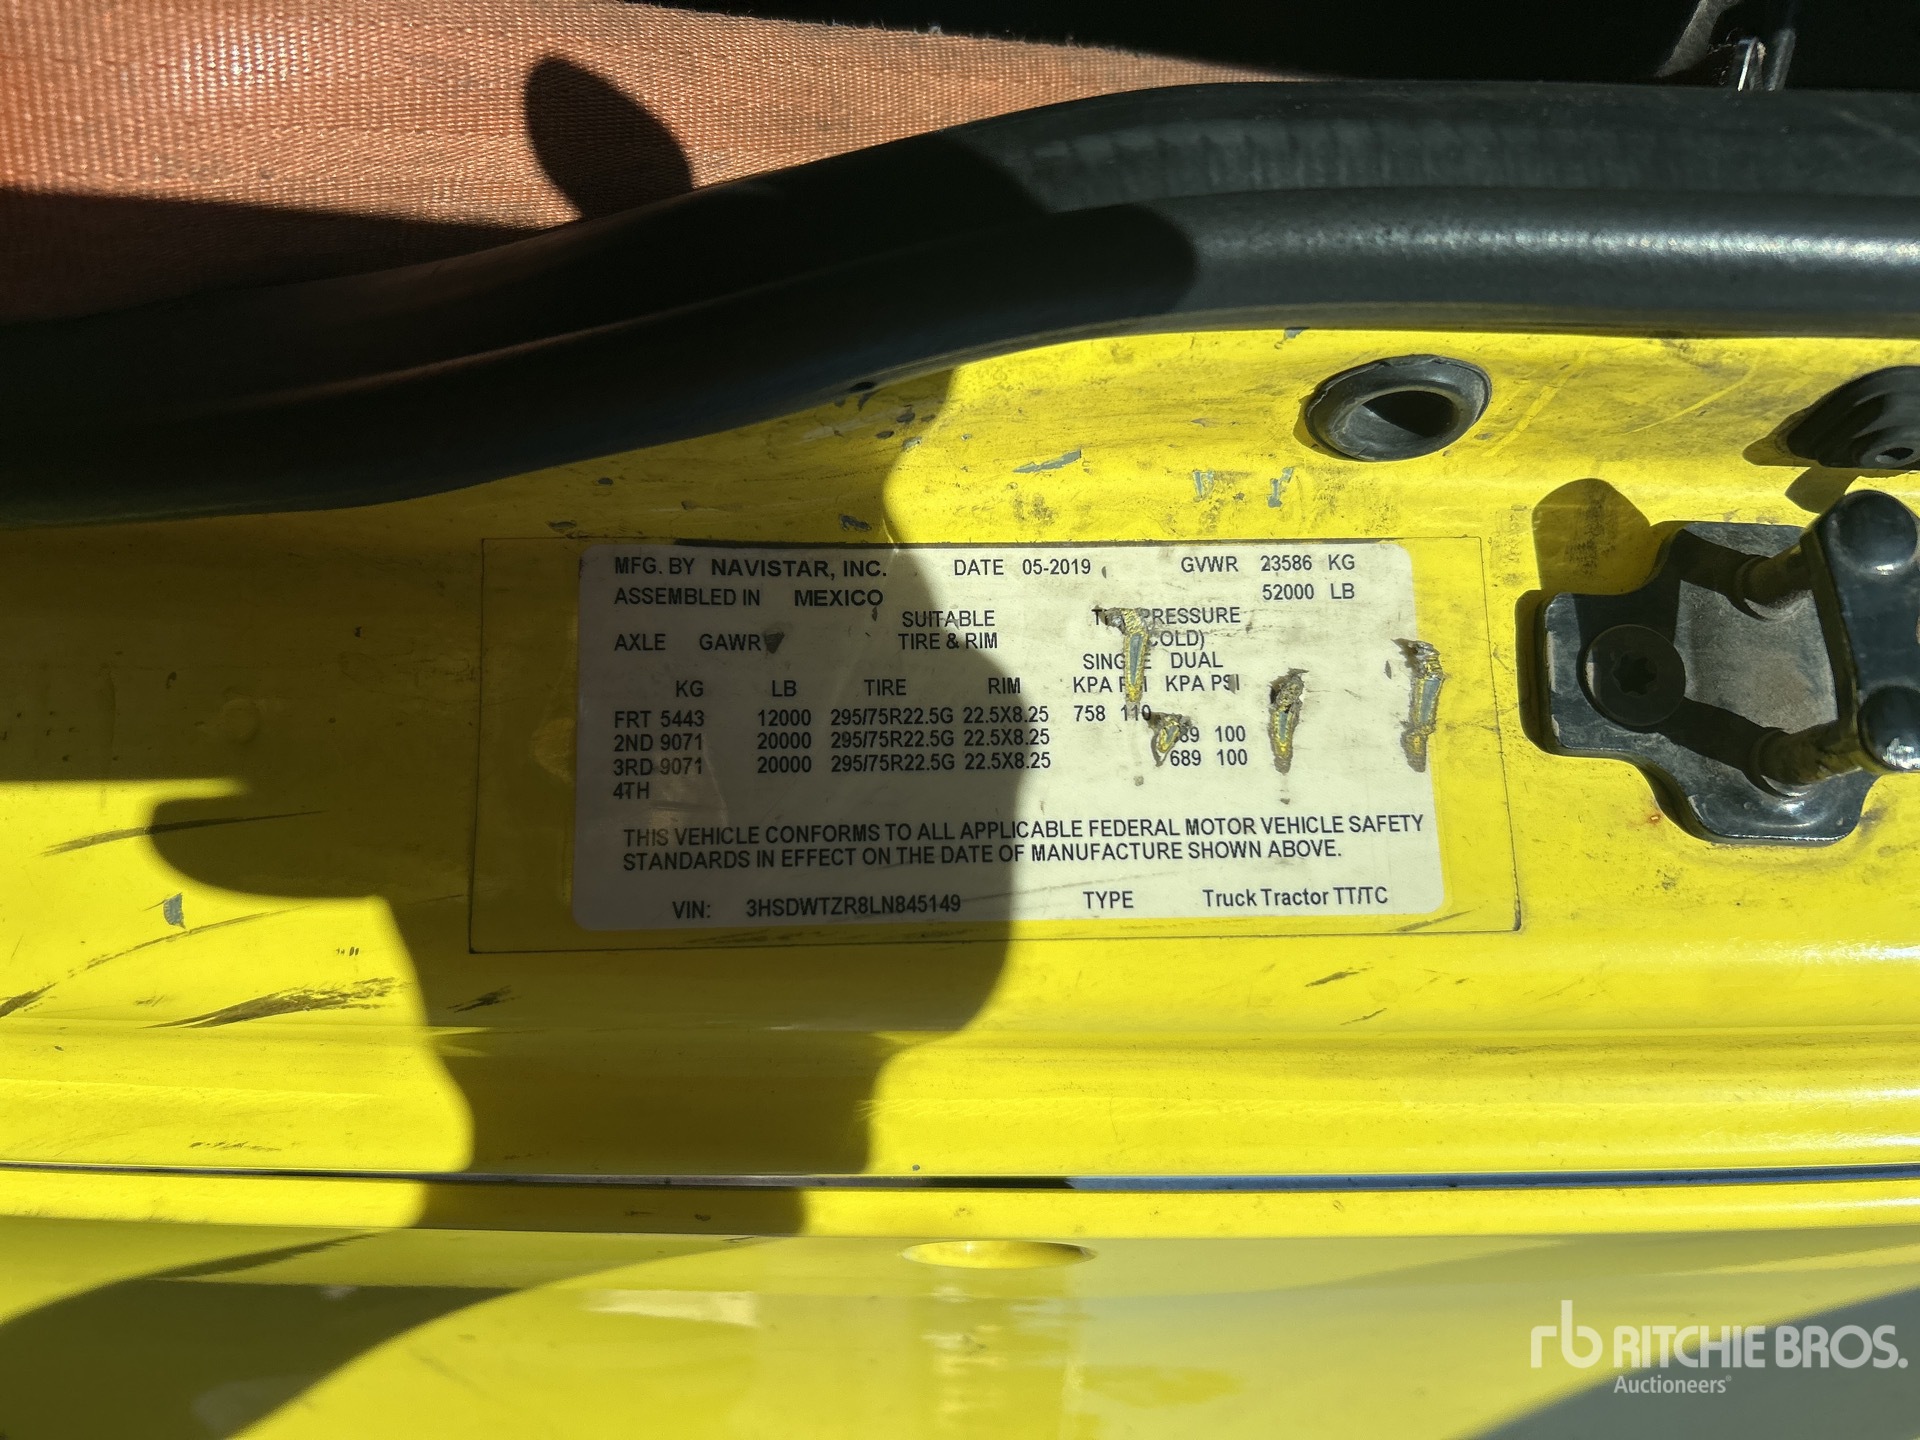 MFG. BY NAVISTAR, INC. DATE 05-2019 GVWR 23586 KG
ASSEMBLED IN MEXICO 52000 LB
SUITABLE PRESSURE
AXLE GAWR TIRE & RIM
DUAL
KG LB TIRE RIM KPA KPA PSI
FRT 5443 12000 295/75R22.5G 22.5X8.25 758 110
2ND 9071 20000 295/75R22.5G 22.5X8.25 100
3RD 9071 20000 295/75R22.5G 22.5X8.25 689 100
4TH
THIS VEHICLE CONFORMS TO ALL APPLICABLE FEDERAL MOTOR VEHICLE SAFETY
STANDARDS IN EFFECT ON THE DATE OF MANUFACTURE SHOWN ABOVE.
VIN: 3HSDWTZR8LN845149 TYPE Truck Tractor TT/TC
rb RITCHIE BROS.
Auctioneers